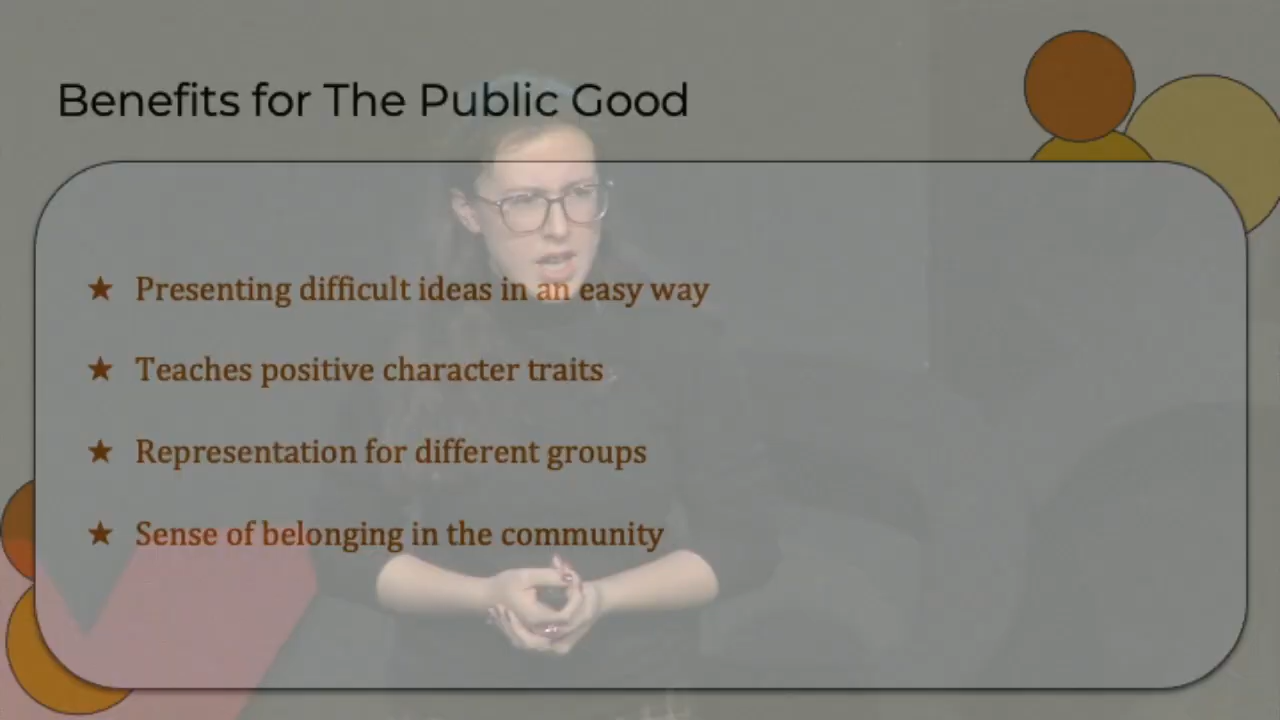 Benefits for The Public Good
★ Presenting difficult ideas in an easy way
★ Teaches positive character traits
★ Representation for different groups
★ Sense of belonging in the community